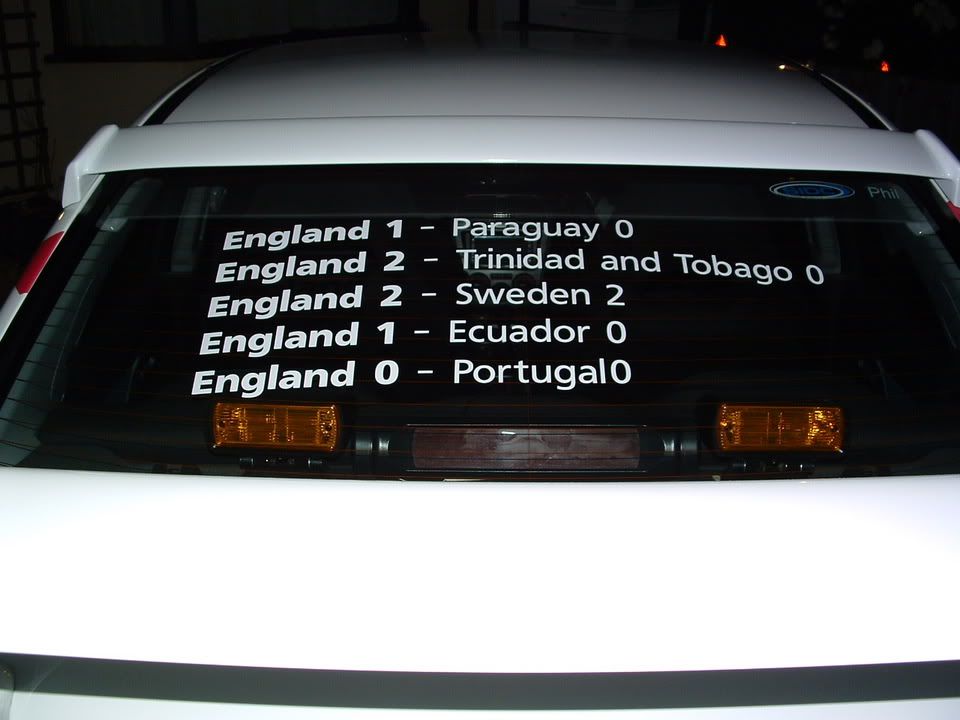 Phil
England 1 – Paraguay 0
England 2 – Trinidad and Tobago 0
England 2 – Sweden 2
England 1 – Ecuador 0
England 0 – Portugal0